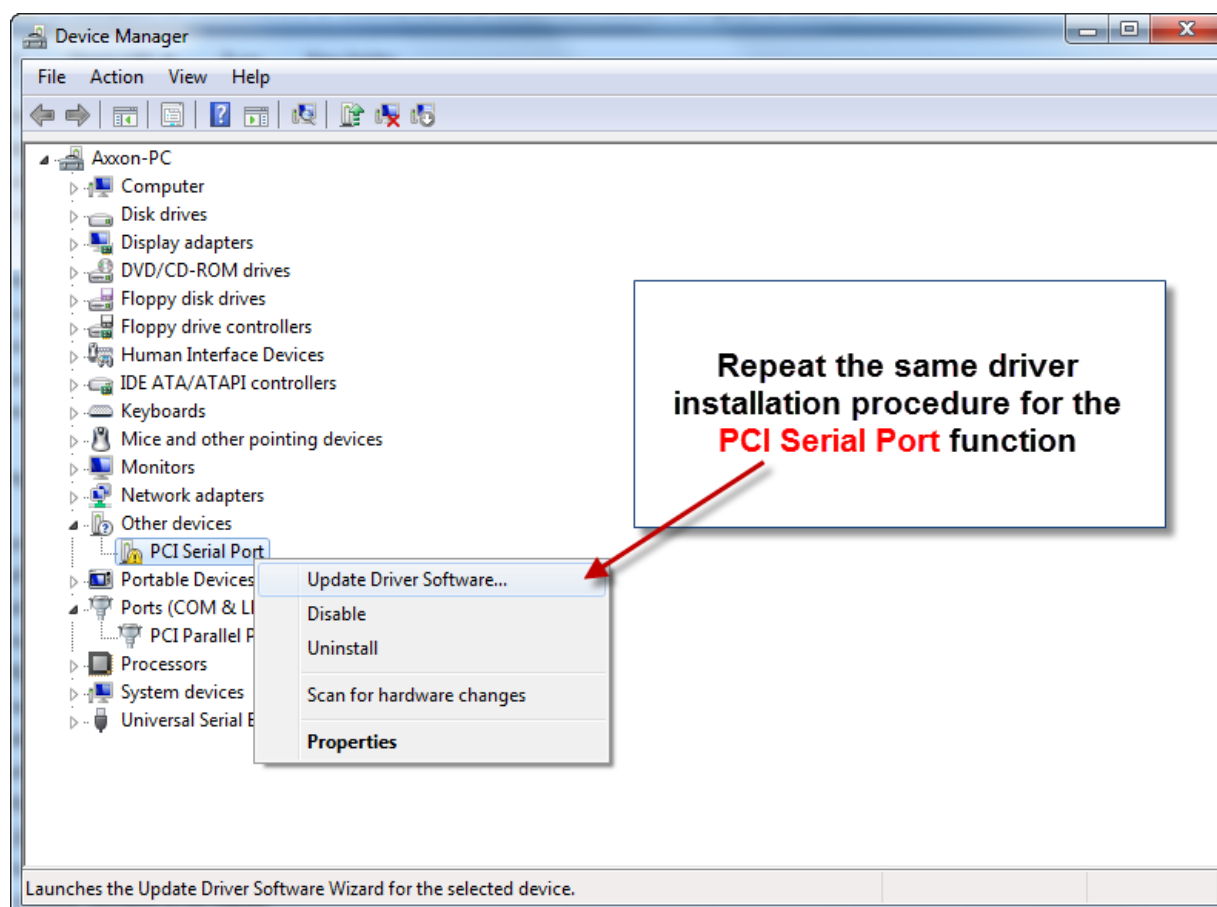 Device Manager
File Action View Help
Axxon-PC
Computer
Disk drives
Display adapters
DVD/CD-ROM drives
Floppy disk drives
Floppy drive controllers
Human Interface Devices
IDE ATA/ATAPI controllers
Keyboards
Mice and other pointing devices
Monitors
Network adapters
Other devices
PCI Serial Port
Portable Devices
Ports (COM &
PCI Parallel
Processors
System devices
Universal Serial
Update Driver Software...
Disable
Uninstall
Scan for hardware changes
Properties
Repeat the same driver
installation procedure for the
PCI Serial Port function
Launches the Update Driver Software Wizard for the selected device.